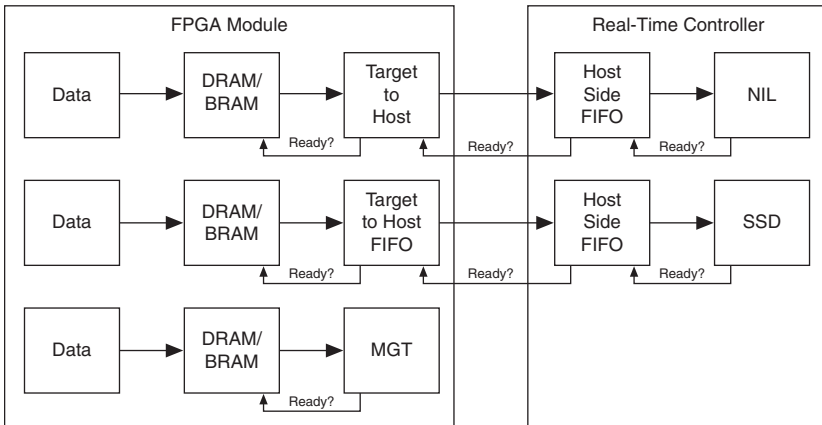 FPGA Module
Real-Time Controller
Data
DRAM/
BRAM
Target
to
Host
Host
Side
FIFO
NIL
Ready?
Ready?
Ready?
Data
DRAM/
BRAM
Target
to Host
FIFO
Host
Side
FIFO
SSD
Ready?
Ready?
Ready?
Data
DRAM/
BRAM
MGT
Ready?